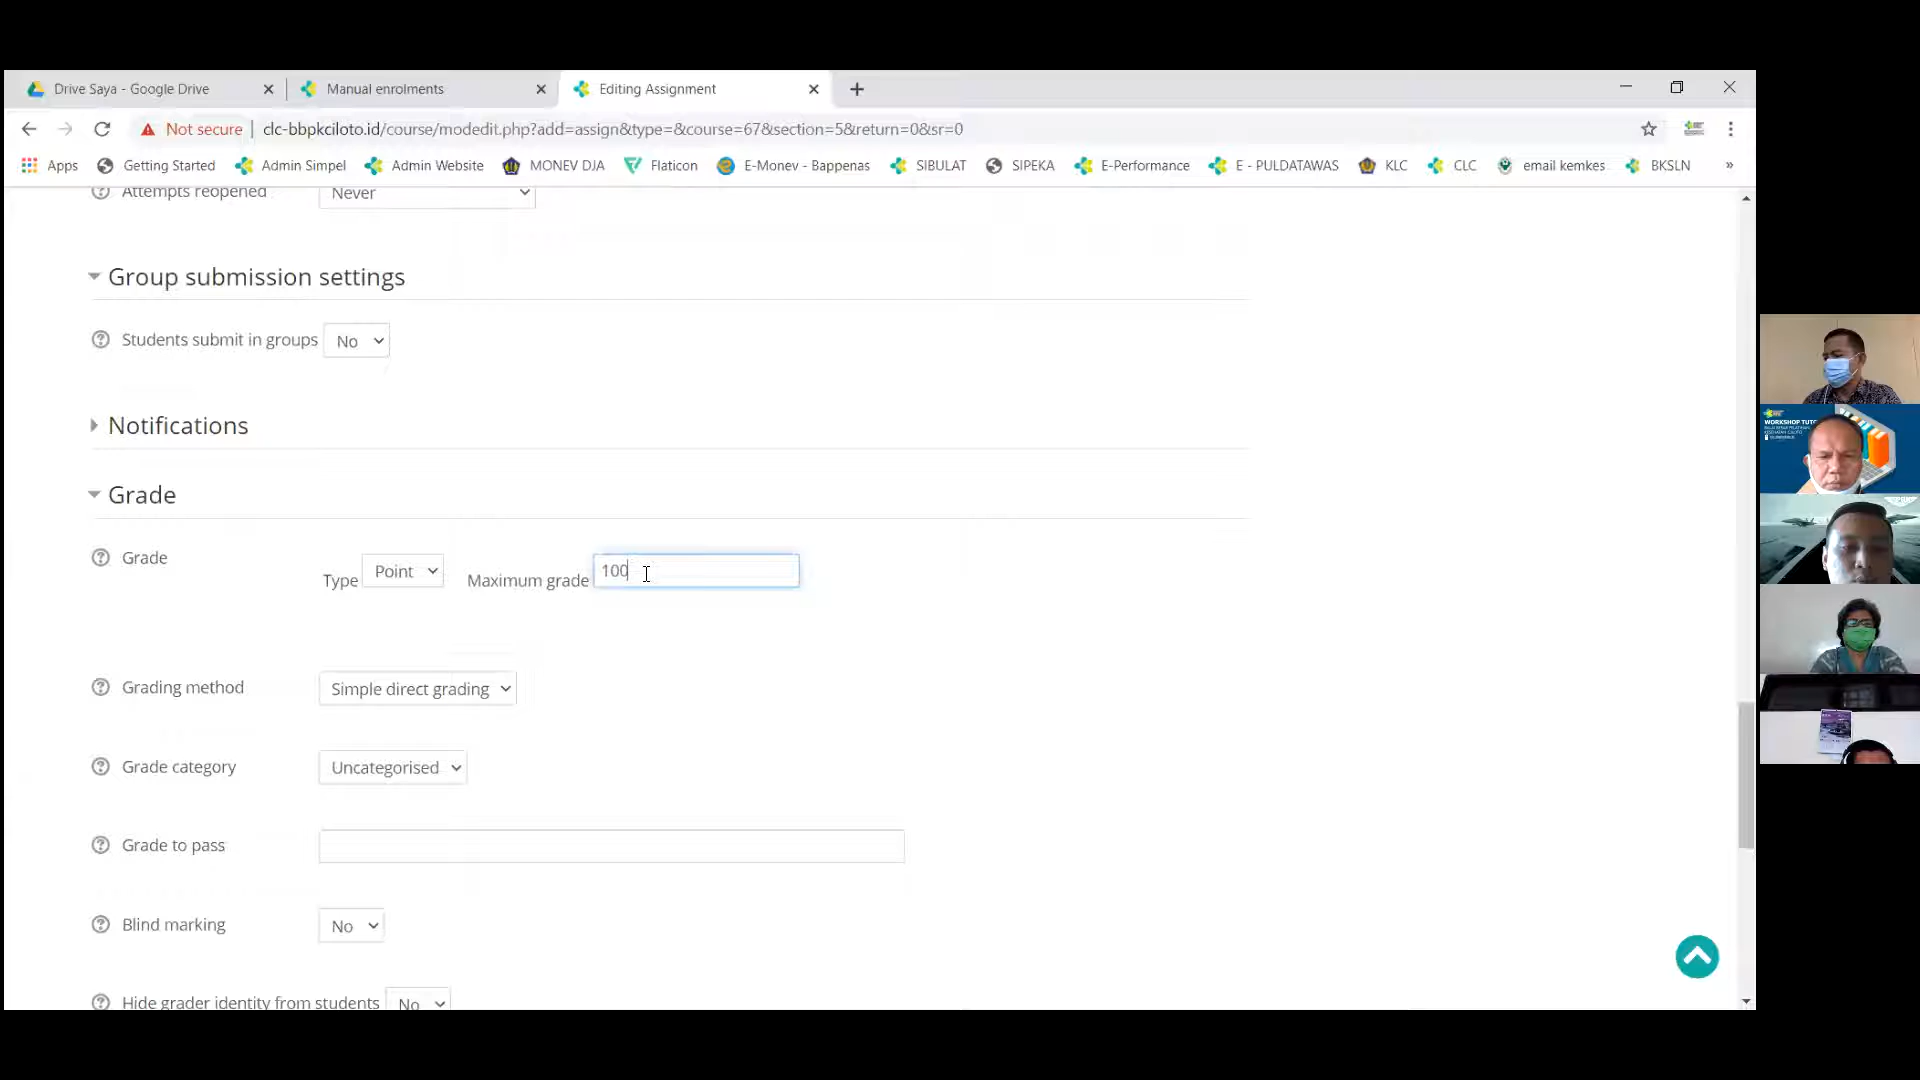 Drive Saya - Google Drive
Manual enrolments
Editing Assignment
Not secure
clc-bbpkciloto.id/course/modedit.php?add=assign&type=&course=67&section=5&return=0&sr=0
Apps
Getting Started
Admin Simpel
Admin Website
MONEV DJA
Flaticon
E-Monev - Bappenas
SIBULAT
SIPEKA
E-Performance
E - PULDATAWAS
KLC
CLC
email kemkes
BKSLN
»
Attempts reopened
Never
Group submission settings
Students submit in groups
No
Notifications
Grade
Grade
Type
Point
Maximum grade
100
Grading method
Simple direct grading
Grade category
Uncategorised
Grade to pass
Blind marking
No
Hide grader identity from students
No
WORKSHOP